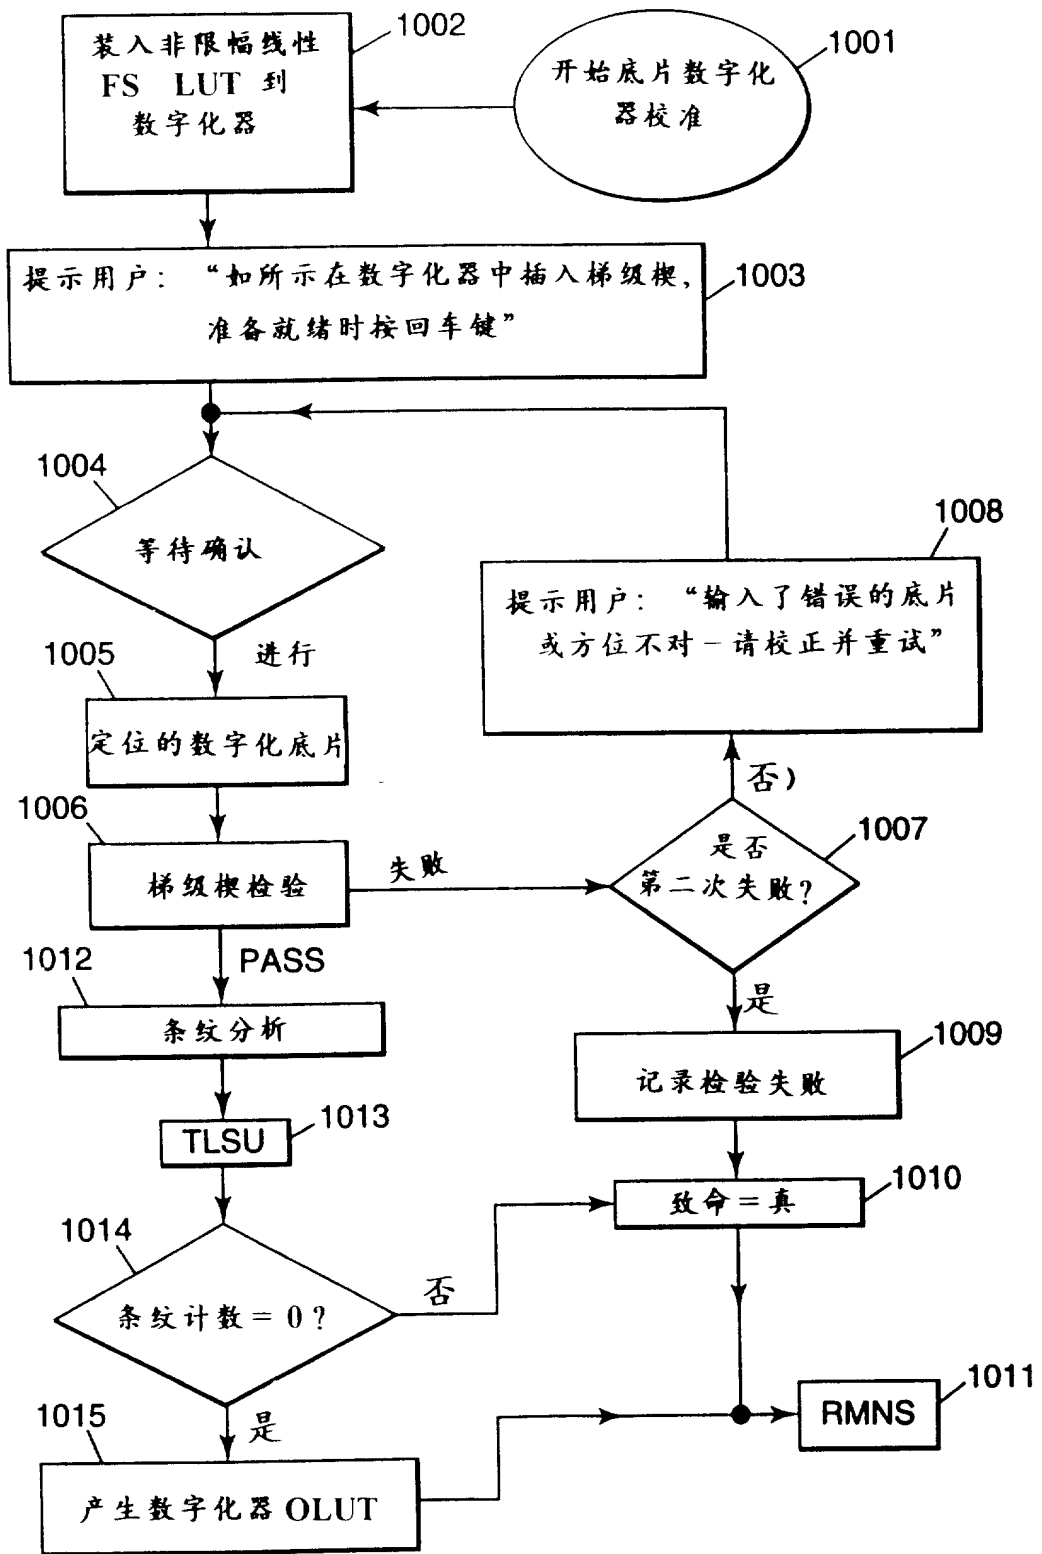 装入非限幅线性
FS LUT 到
数字化器
1002
开始底片数字化
器校准
1001
提示用户：“如所示在数字化器中插入梯级楔，
准备就绪时按回车键”
1003
1004
等待确认
进行
1008
提示用户：“输入了错误的底片
或方位不对－请校正并重试”
1005
定位的数字化底片
否）
1006
梯级楔检验
失败
1007
是否
第二次失败？
PASS
是
1012
条纹分析
1009
记录检验失败
TLSU
1013
1010
致命＝真
1014
条纹计数＝0？
否
是
1011
RMNS
1015
产生数字化器 OLUT